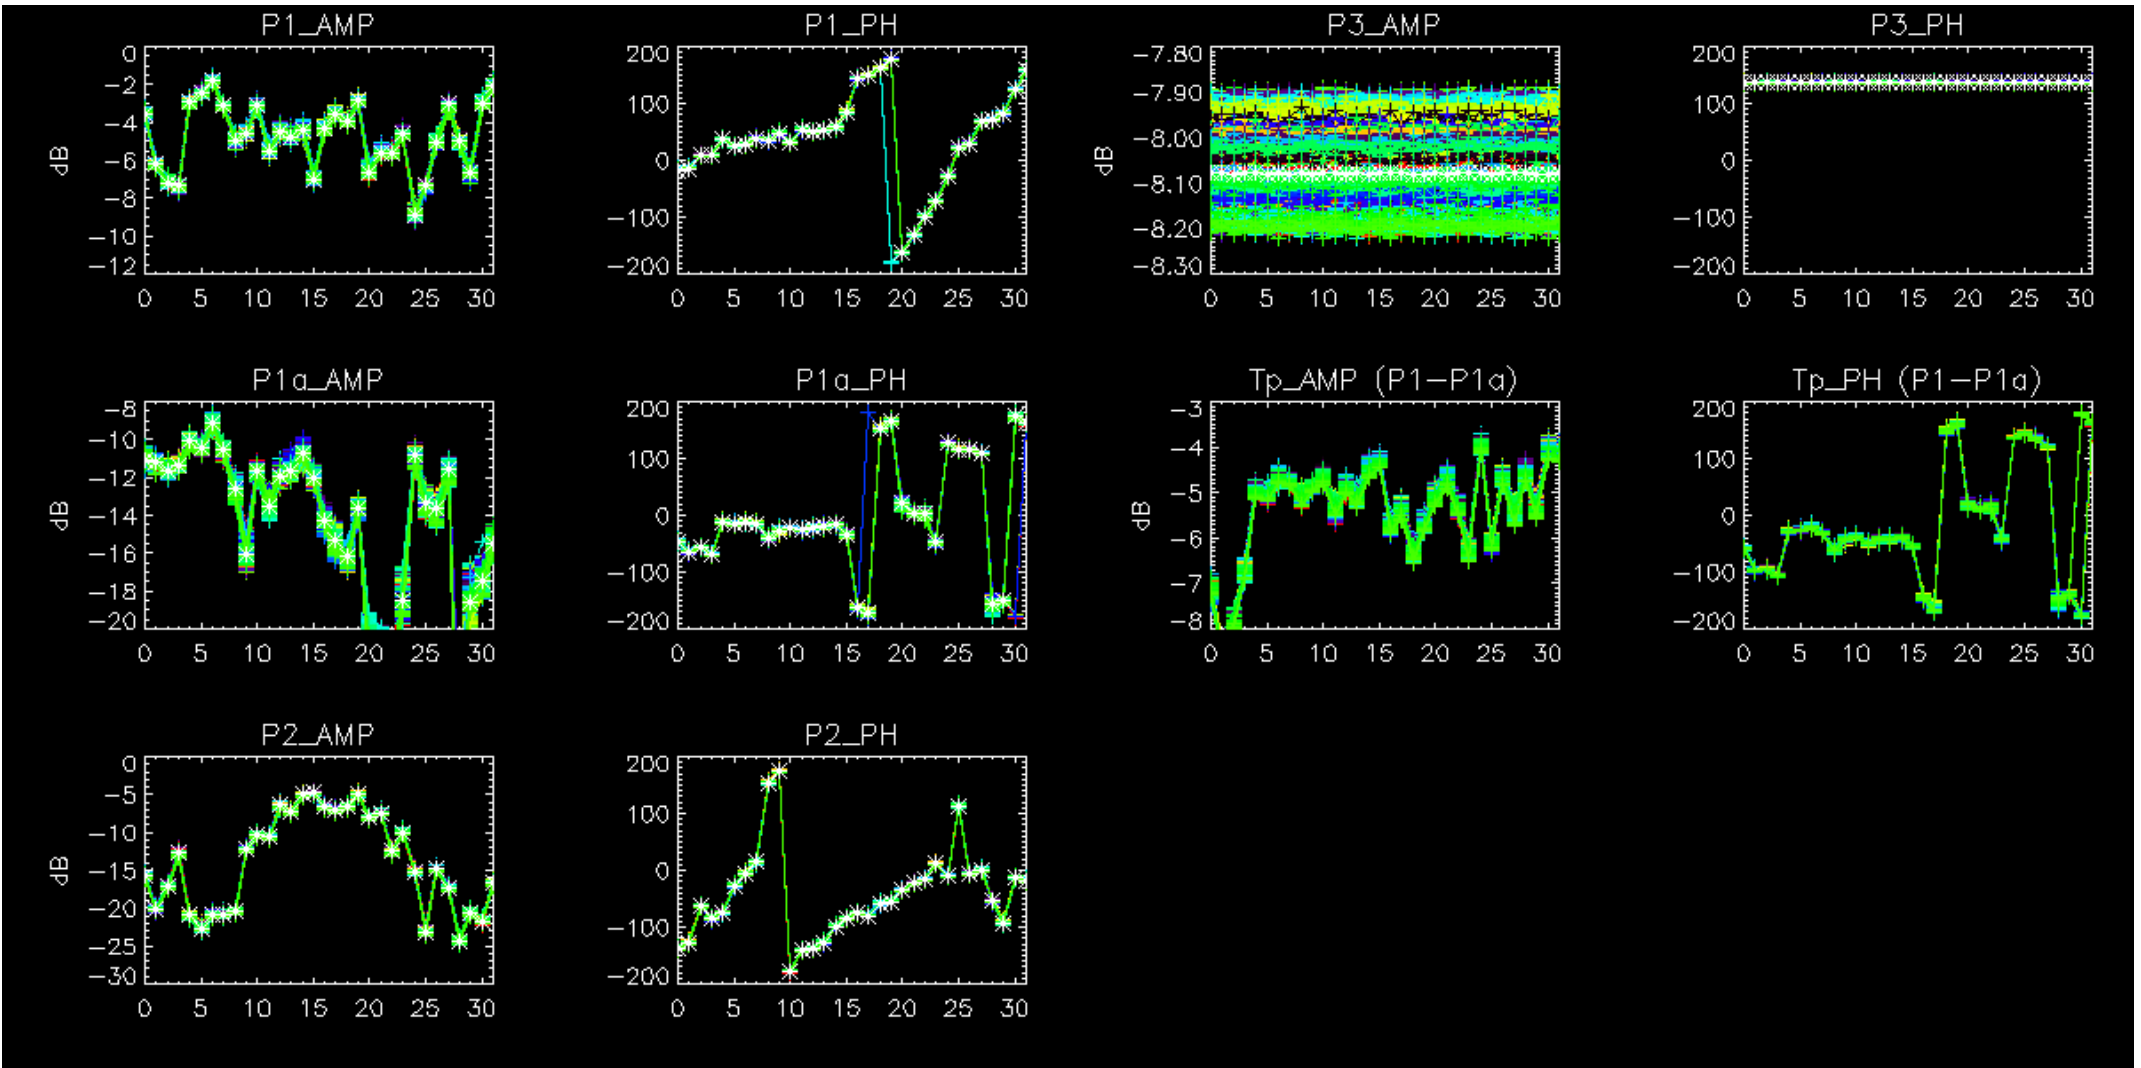 P1_AMP
P1_PH
P3_AMP
P3_PH
0
-2
-4
-6
-8
-10
-12
dB
0 5 10 15 20 25 30
200
100
0
-100
-200
0 5 10 15 20 25 30
-7.80
-7.90
-8.00
-8.10
-8.20
-8.30
dB
0 5 10 15 20 25 30
200
100
0
-100
-200
0 5 10 15 20 25 30
P1a_AMP
P1a_PH
Tp_AMP (P1-P1a)
Tp_PH (P1-P1a)
-8
-10
-12
-14
-16
-18
-20
dB
0 5 10 15 20 25 30
200
100
0
-100
-200
0 5 10 15 20 25 30
-3
-4
-5
-6
-7
-8
dB
0 5 10 15 20 25 30
200
100
0
-100
-200
0 5 10 15 20 25 30
P2_AMP
P2_PH
0
-5
-10
-15
-20
-25
-30
dB
0 5 10 15 20 25 30
200
100
0
-100
-200
0 5 10 15 20 25 30